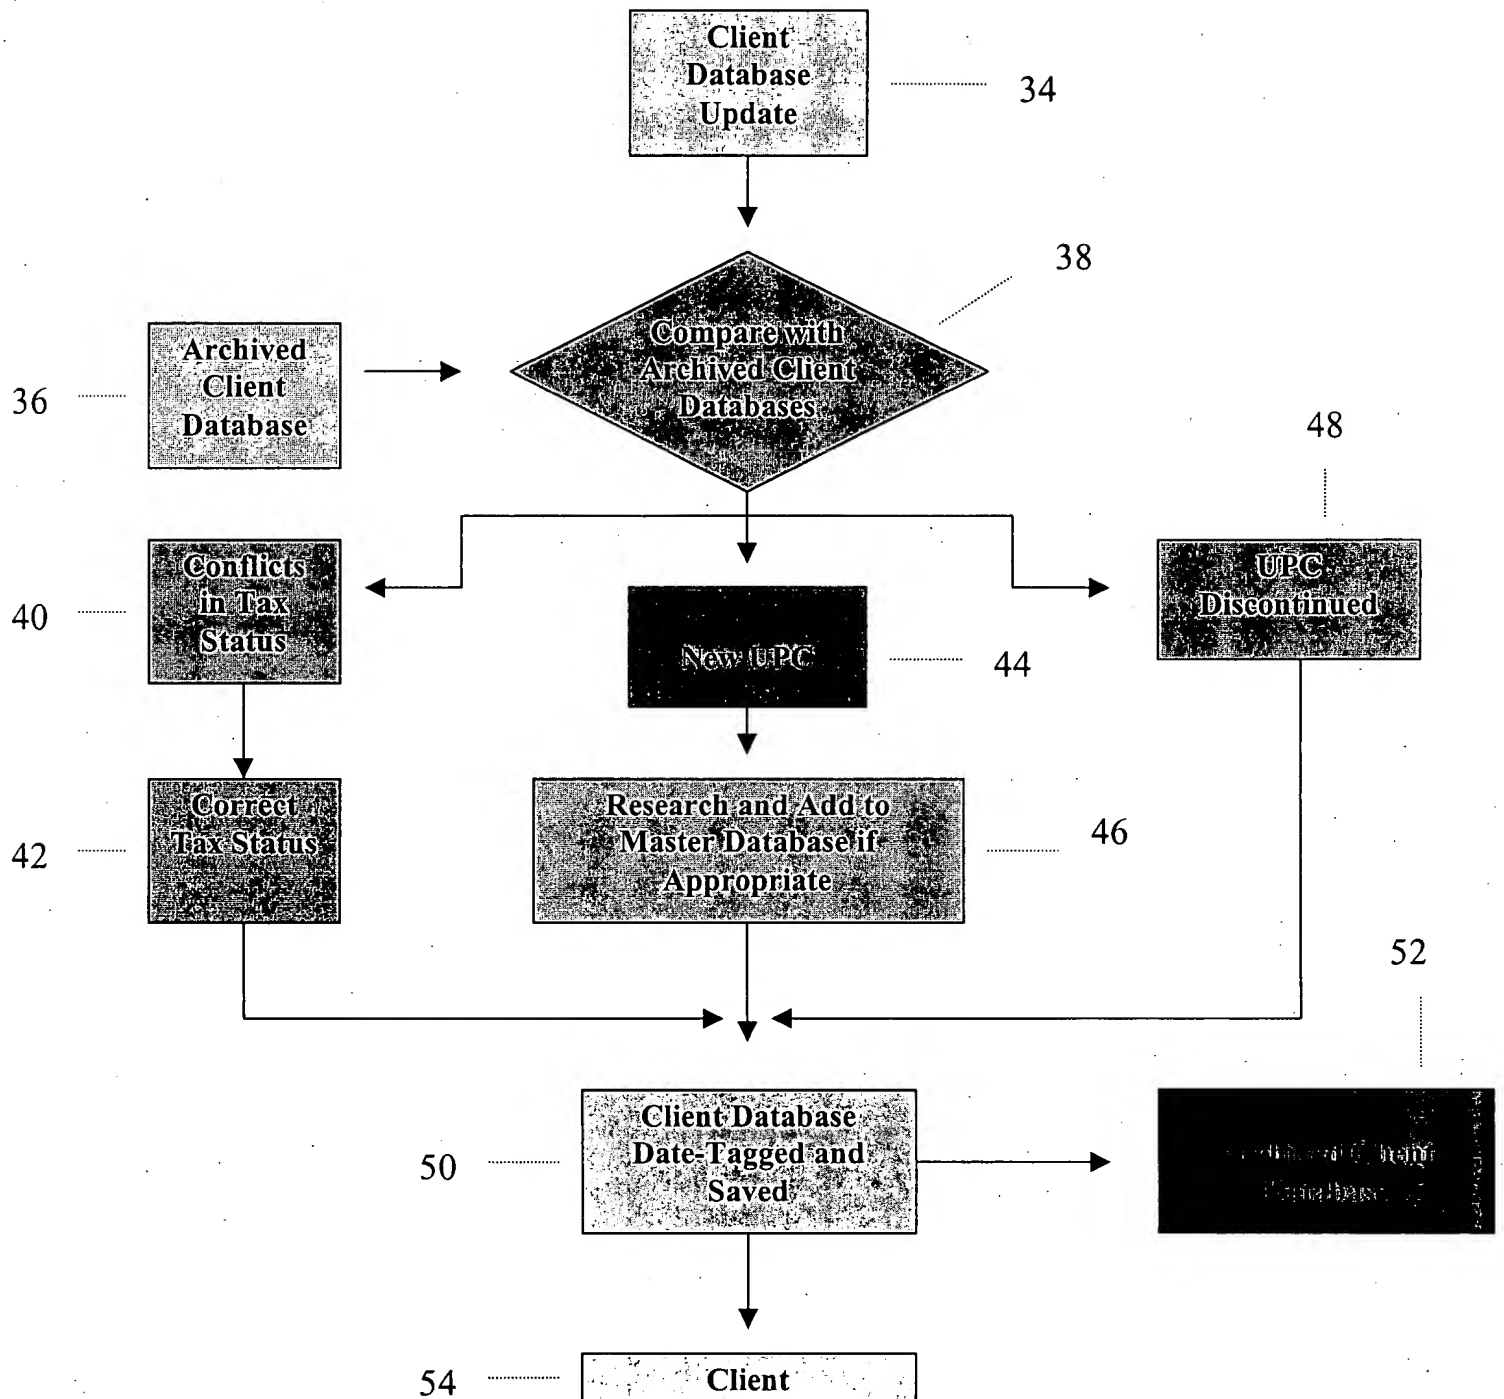 Client
Database
Update
34
38
Compare with
Archived Client
Databases
Archived
Client
Database
36
48
Conflicts
in Tax
Status
40
UPC
Discontinued
New UPC
44
Correct
Tax Status
42
Research and Add to
Master Database if
Appropriate
46
52
Client Database
Date-Tagged and
Saved
50
Client
54
Client